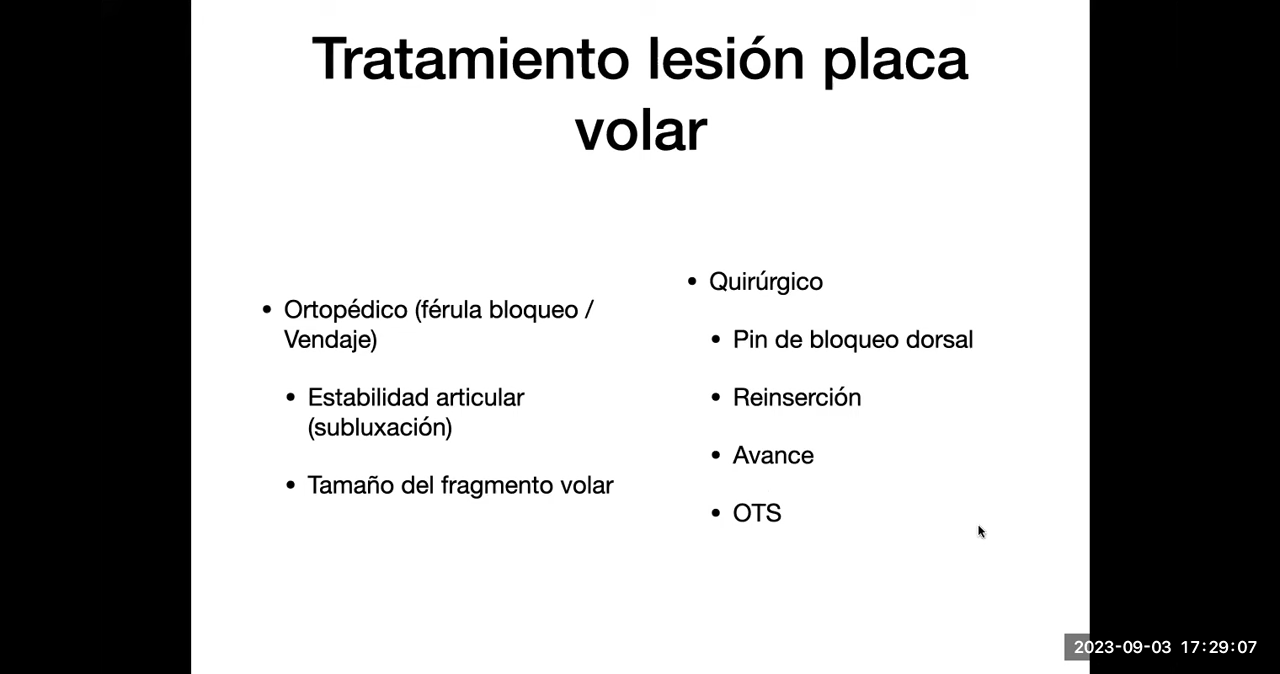 Tratamiento lesión placa
volar
• Ortopédico (férula bloqueo /
Vendaje)
• Estabilidad articular
(subluxación)
• Tamaño del fragmento volar
• Quirúrgico
• Pin de bloqueo dorsal
• Reinserción
• Avance
• OTS
2023-09-03 17:29:07